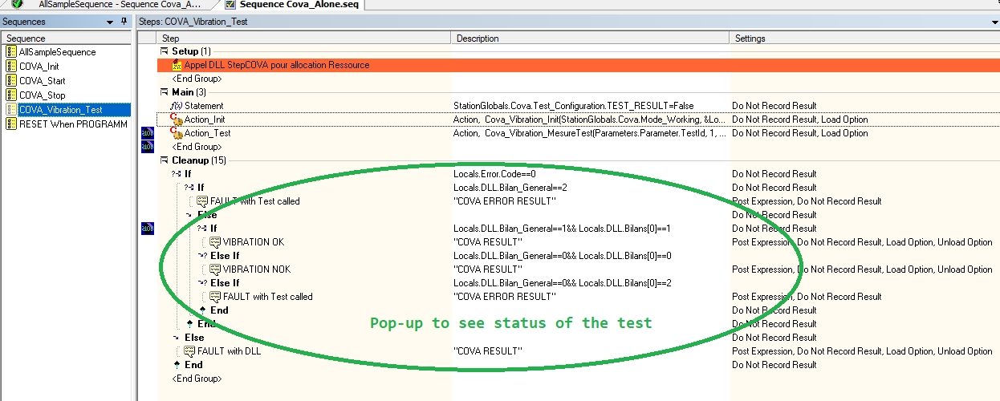 AllSampleSequence - Sequence Cova_A...
Sequence Cova_Alone.seq
Sequences
Steps: COVA_Vibration_Test
Sequence
Step
Description
Settings
AllSampleSequence
COVA_Init
COVA_Start
COVA_Stop
COVA_Vibration_Test
RESET When PROGRAMM
Setup (1)
Appel DLL StepCOVA pour allocation Ressource
<End Group>
Main (3)
f(x) Statement StationGlobals.Cova.Test_Configuration.TEST_RESULT=False Do Not Record Result
Action_Init Action, Cova_Vibration_Init(StationGlobals.Cova.Mode_Working, &Lo... Do Not Record Result, Load Option
Action_Test Action, Cova_Vibration_MesureTest(Parameters.Parameter.TestId, 1, ... Do Not Record Result, Load Option
<End Group>
Cleanup (15)
If Locals.Error.Code==0 Do Not Record Result
If Locals.DLL.Bilan_General==2 Do Not Record Result
FAULT with Test called "COVA ERROR RESULT" Post Expression, Do Not Record Result
Else Do Not Record Result
If Locals.DLL.Bilan_General==1&& Locals.DLL.Bilans[0]==1 Do Not Record Result
VIBRATION OK "COVA RESULT" Post Expression, Do Not Record Result, Load Option, Unload Option
Else If Locals.DLL.Bilan_General==0&& Locals.DLL.Bilans[0]==0 Do Not Record Result
VIBRATION NOK "COVA RESULT" Post Expression, Do Not Record Result, Load Option, Unload Option
Else If Locals.DLL.Bilan_General==0&& Locals.DLL.Bilans[0]==2 Do Not Record Result
FAULT with Test called "COVA ERROR RESULT" Post Expression, Do Not Record Result
End Do Not Record Result
End Do Not Record Result
Pop-up to see status of the test
Else Do Not Record Result
FAULT with DLL "COVA RESULT" Post Expression, Do Not Record Result, Load Option, Unload Option
End Do Not Record Result
<End Group>